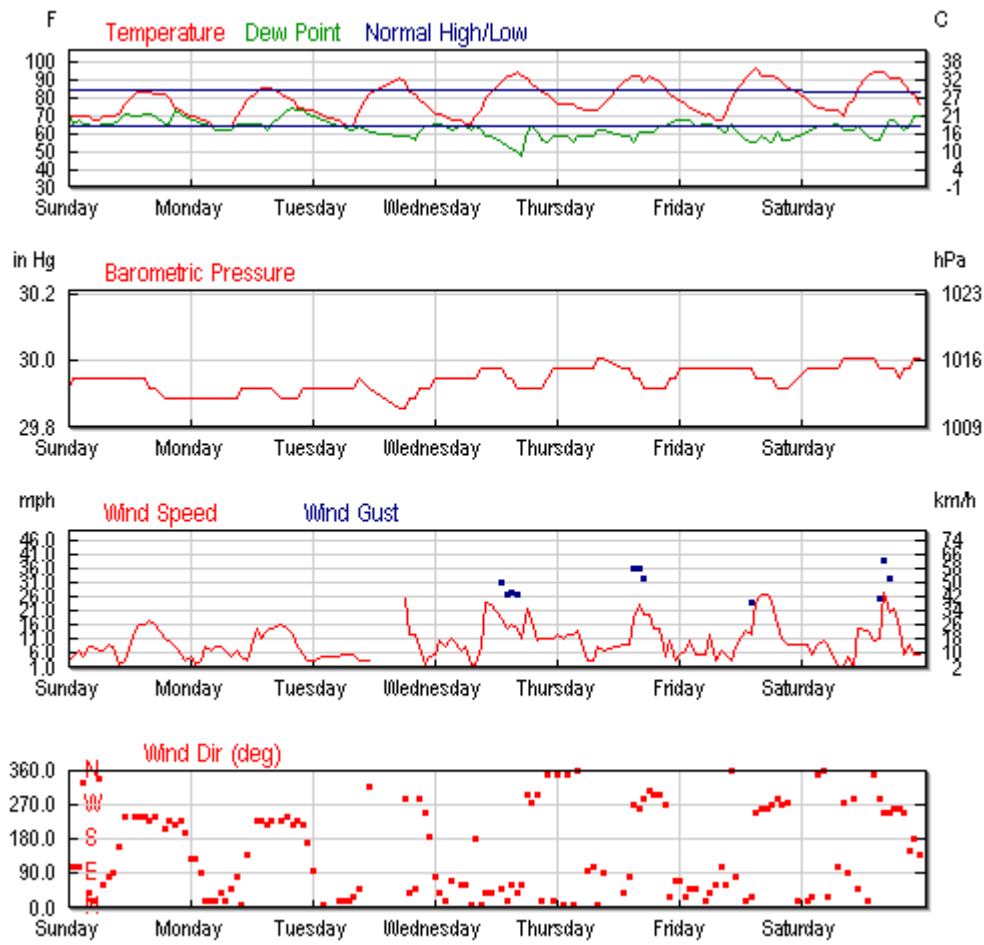 F C
Temperature Dew Point Normal High/Low
100 38
90 32
80 27
70 21
60 16
50 10
40 4
30 -1
Sunday Monday Tuesday Wednesday Thursday Friday Saturday
in Hg hPa
Barometric Pressure
30.2 1023
30.0 1016
29.8 1009
Sunday Monday Tuesday Wednesday Thursday Friday Saturday
mph km/h
Wind Speed Wind Gust
46.0 74
41.0 66
36.0 58
31.0 50
26.0 42
21.0 34
16.0 26
11.0 18
6.0 10
1.0 2
Sunday Monday Tuesday Wednesday Thursday Friday Saturday
Wind Dir (deg)
360.0 N
270.0 W
180.0 S
90.0 E
0.0 N
Sunday Monday Tuesday Wednesday Thursday Friday Saturday